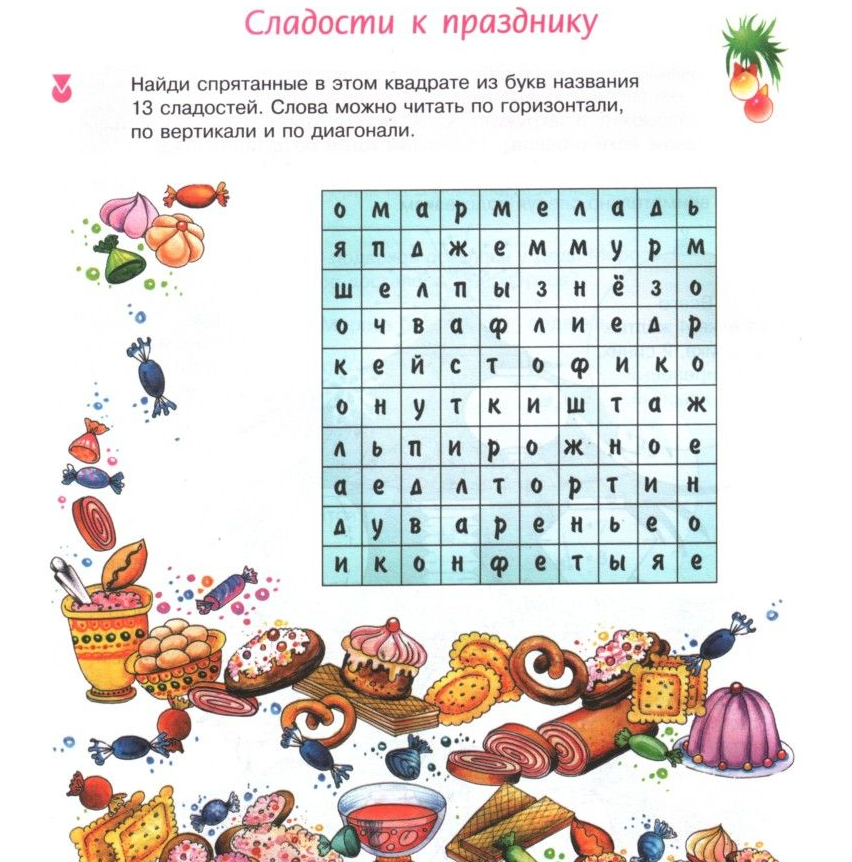 Сладости к празднику
Найди спрятанные в этом квадрате из букв названия
13 сладостей. Слова можно читать по горизонтали,
по вертикали и по диагонали.
о м а р м е л а д ь
я п д ж е м м у р м
ш е л п ы з н ё з о
о ч в а ф л и е д р
к е й с т о ф и к о
о н у т к и ш т а ж
л ь п и р о ж н о е
а е д л т о р т и н
д у в а р е н ь е о
и к о н ф е т ы я е